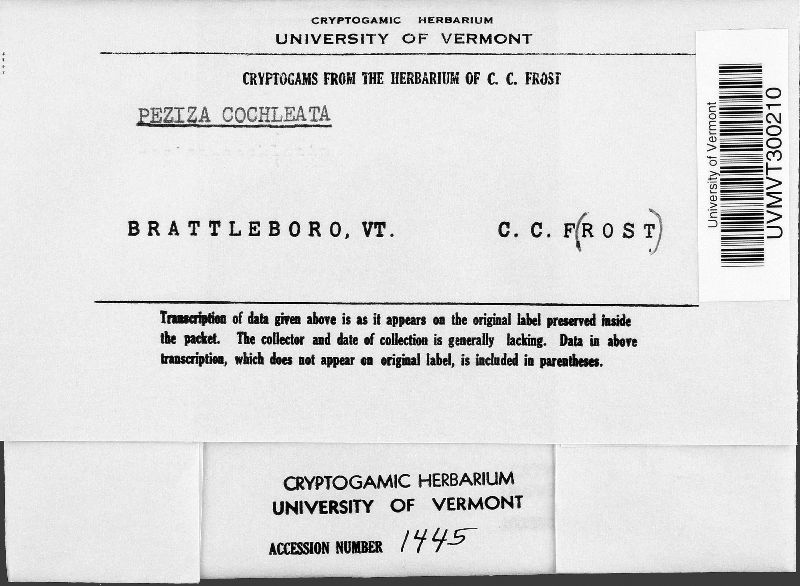 CRYPTOGAMIC HERBARIUM
UNIVERSITY OF VERMONT
CRYPTOGAMS FROM THE HERBARIUM OF C. C. FROST
PEZIZA COCHLEATA
BRATTLEBORO, VT. C. C. F(ROST)
Transcription of data given above is as it appears on the original label preserved inside
the packet. The collector and date of collection is generally lacking. Data in above
transcription, which does not appear on original label, is included in parentheses.
University of Vermont
UVMVT300210
CRYPTOGAMIC HERBARIUM
UNIVERSITY OF VERMONT
ACCESSION NUMBER 1445